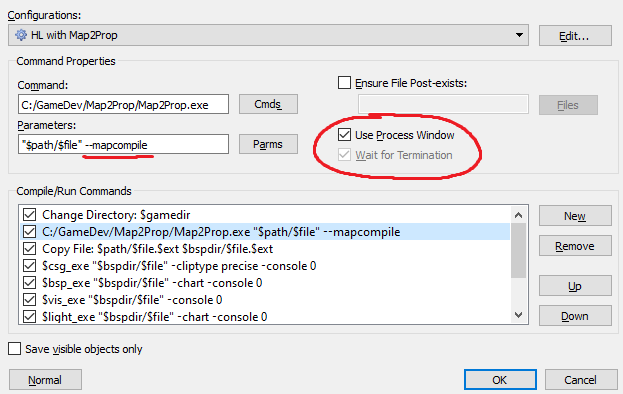 Configurations:
HL with Map2Prop
Edit...
Command Properties
Command:
C:/GameDev/Map2Prop/Map2Prop.exe
Cmds
Parameters:
"$path/$file" --mapcompile
Parms
Ensure File Post-exists:
Files
Use Process Window
Wait for Termination
Compile/Run Commands
Change Directory: $gamedir
C:/GameDev/Map2Prop/Map2Prop.exe "$path/$file" --mapcompile
Copy File: $path/$file.$ext $bspdir/$file.$ext
$csg_exe "$bspdir/$file" -cliptype precise -console 0
$bsp_exe "$bspdir/$file" -chart -console 0
$vis_exe "$bspdir/$file" -console 0
$light_exe "$bspdir/$file" -chart -console 0
New
Remove
Up
Down
Save visible objects only
Normal
OK
Cancel